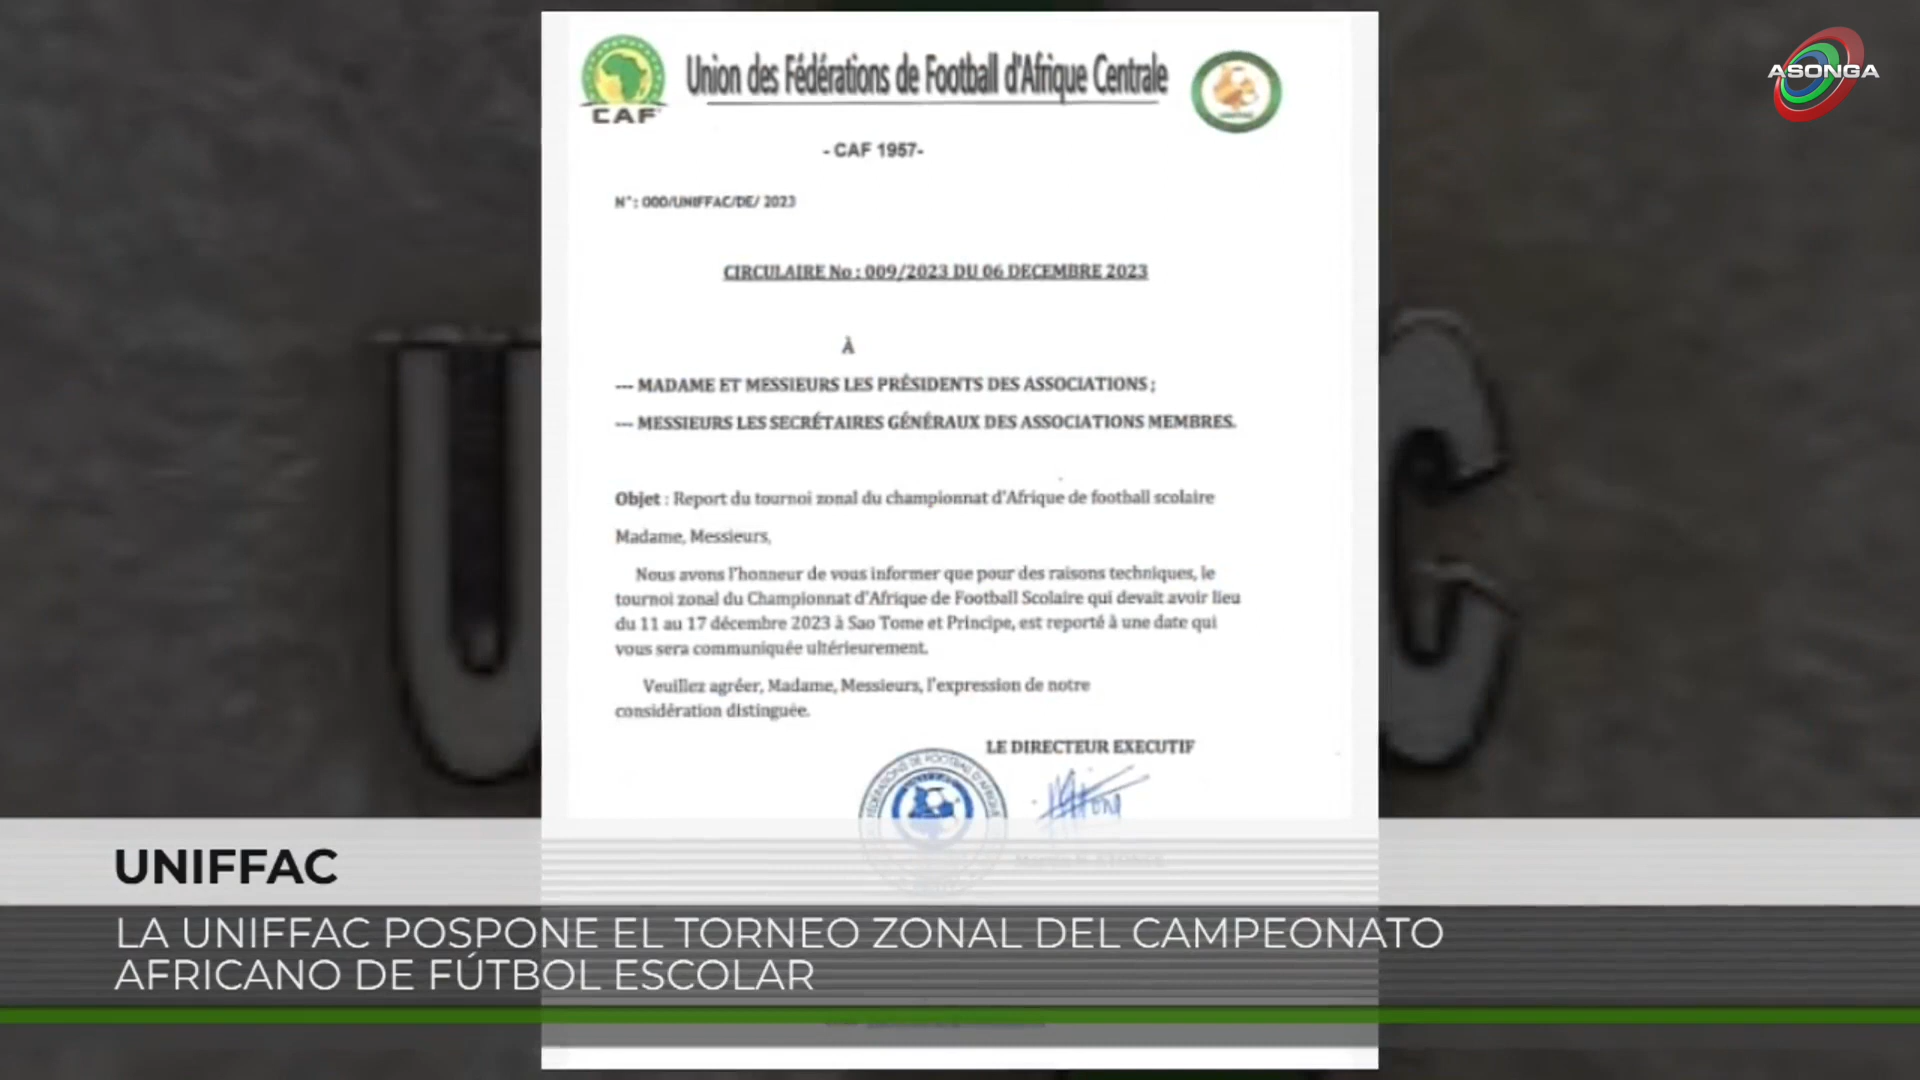 ASONGA
CAF
Union des Fédérations de Football d'Afrique Centrale
- CAF 1957-
N°: 000/UNIFFAC/DE/ 2023
CIRCULAIRE No : 009/2023 DU 06 DECEMBRE 2023
À
--- MADAME ET MESSIEURS LES PRÉSIDENTS DES ASSOCIATIONS ;
--- MESSIEURS LES SECRÉTAIRES GÉNÉRAUX DES ASSOCIATIONS MEMBRES.
Objet : Report du tournoi zonal du championnat d'Afrique de football scolaire
Madame, Messieurs,
Nous avons l'honneur de vous informer que pour des raisons techniques, le
tournoi zonal du Championnat d'Afrique de Football Scolaire qui devait avoir lieu
du 11 au 17 décembre 2023 à Sao Tome et Principe, est reporté à une date qui
vous sera communiquée ultérieurement.
Veuillez agréer, Madame, Messieurs, l'expression de notre
considération distinguée.
LE DIRECTEUR EXECUTIF
UNIFFAC
LA UNIFFAC POSPONE EL TORNEO ZONAL DEL CAMPEONATO
AFRICANO DE FÚTBOL ESCOLAR